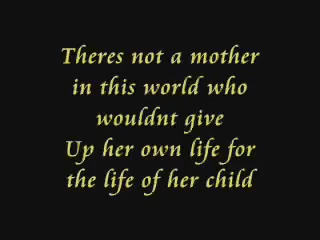 Theres not a mother
in this world who
wouldnt give
Up her own life for
the life of her child